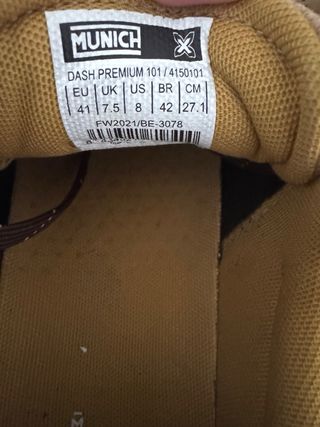 MUNICH
DASH PREMIUM 101 / 4150101
EU UK US BR CM
41 7.5 8 42 27.1
FW2021/BE-3078